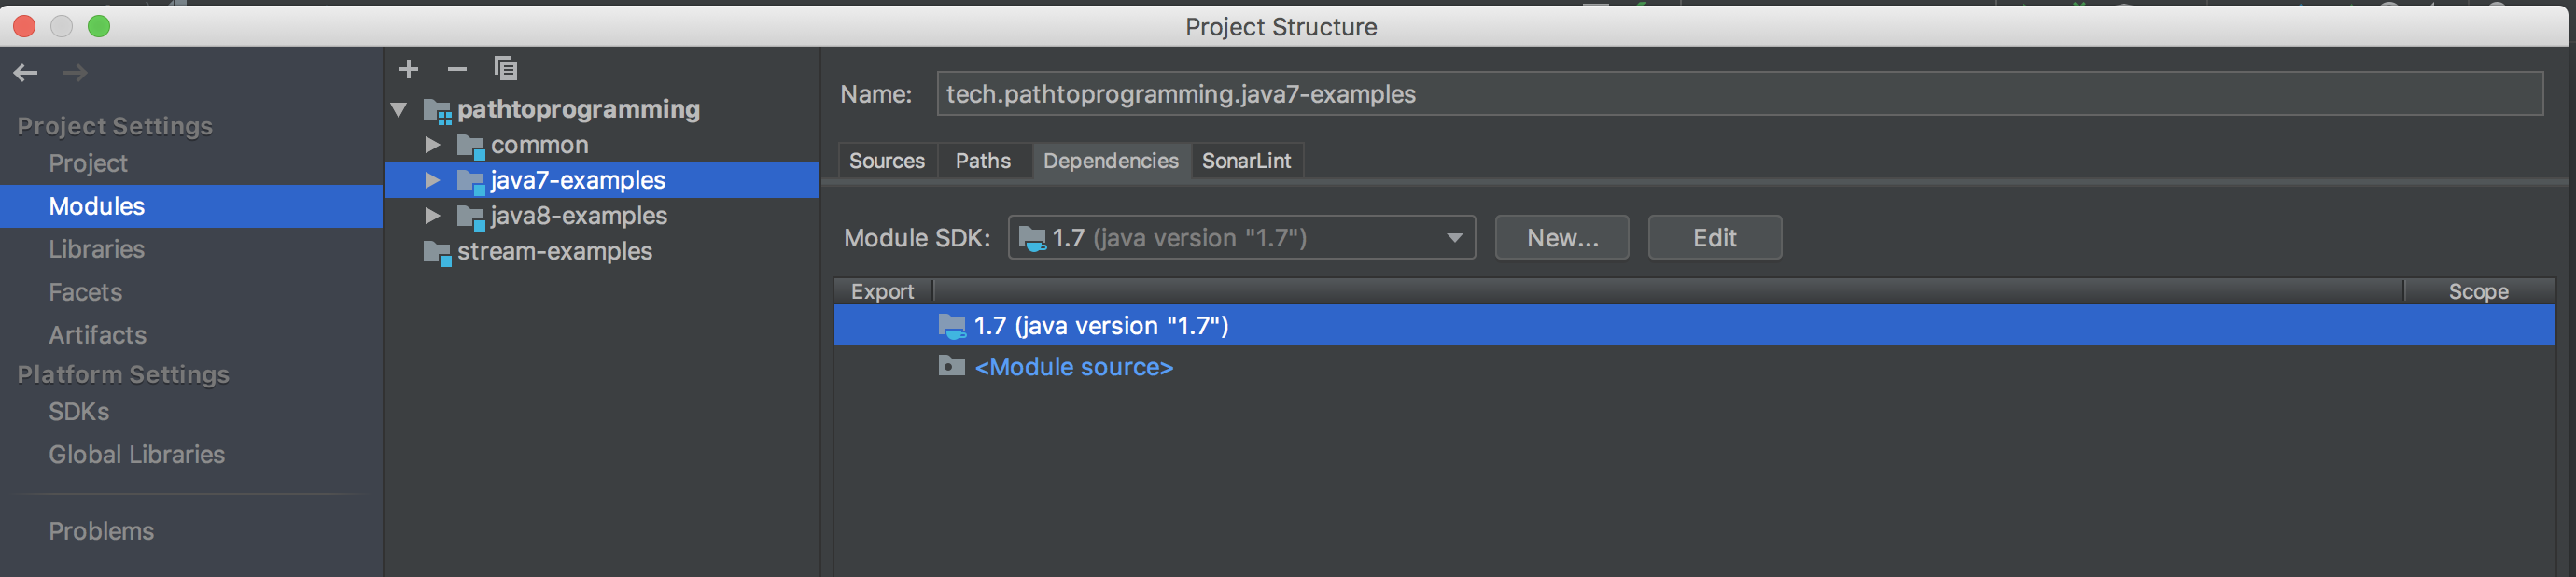 Project Structure
Project Settings
Project
Modules
Libraries
Facets
Artifacts
Platform Settings
SDKs
Global Libraries
Problems
pathtoprogramming
common
java7-examples
java8-examples
stream-examples
Name: tech.pathtoprogramming.java7-examples
Sources Paths Dependencies SonarLint
Module SDK: 1.7 (java version "1.7") New... Edit
Export Scope
1.7 (java version "1.7")
<Module source>